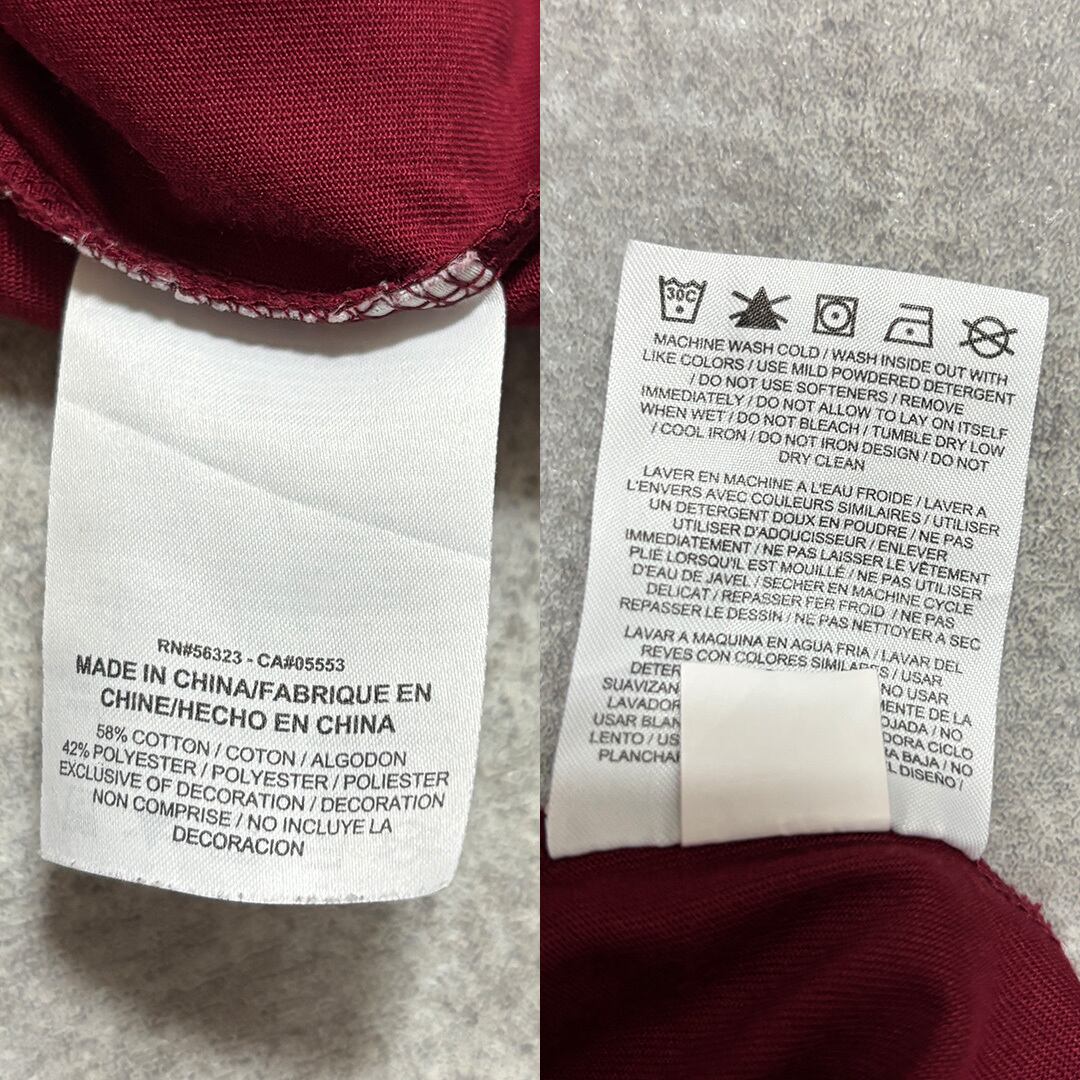 RN#56323 - CA#05553
MADE IN CHINA/FABRIQUE EN
CHINE/HECHO EN CHINA
58% COTTON / COTON / ALGODON
42% POLYESTER / POLYESTER / POLIESTER
EXCLUSIVE OF DECORATION / DECORATION
NON COMPRISE / NO INCLUYE LA
DECORACION
30C
MACHINE WASH COLD / WASH INSIDE OUT WITH
LIKE COLORS / USE MILD POWDERED DETERGENT
/ DO NOT USE SOFTENERS / REMOVE
IMMEDIATELY / DO NOT ALLOW TO LAY ON ITSELF
WHEN WET / DO NOT BLEACH / TUMBLE DRY LOW
/ COOL IRON / DO NOT IRON DESIGN / DO NOT
DRY CLEAN
LAVER EN MACHINE A L'EAU FROIDE / LAVER A
L'ENVERS AVEC COULEURS SIMILAIRES / UTILISER
UN DETERGENT DOUX EN POUDRE / NE PAS
UTILISER D'ADOUCISSEUR / ENLEVER
IMMEDIATEMENT / NE PAS LAISSER LE VÊTEMENT
PLIÉ LORSQU'IL EST MOUILLÉ / NE PAS UTILISER
D'EAU DE JAVEL / SECHER EN MACHINE CYCLE
DELICAT / REPASSER FER FROID / NE PAS
REPASSER LE DESSIN / NE PAS NETTOYER A SEC
LAVAR A MAQUINA EN AGUA FRIA / LAVAR DEL
REVES CON COLORES SIMILARES / USAR
NO USAR
DE LA
LAVADOR
/ NO
USAR BLAN
CICLO
LENTO / US
BAJA / NO
PLANCHA
EL DISEÑO /